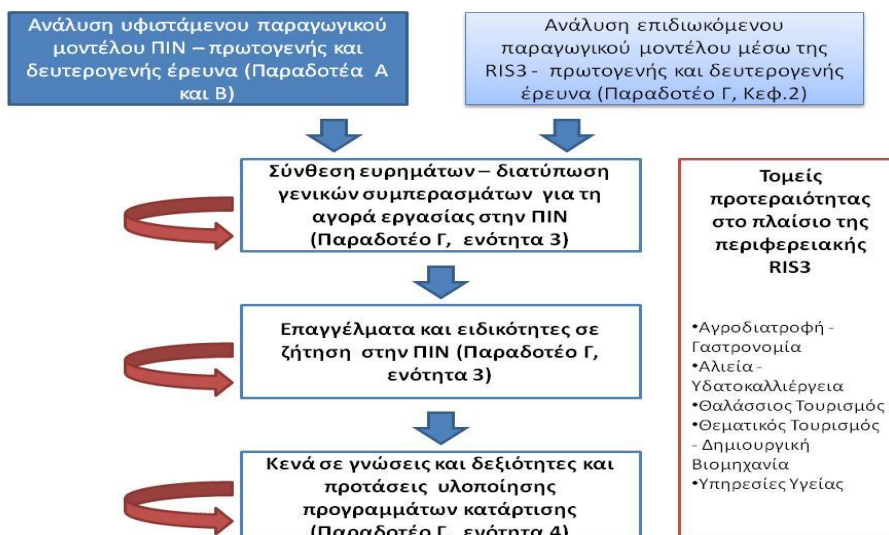 Ανάλυση υφιστάμενου παραγωγικού
μοντέλου ΠΙΝ – πρωτογενής και
δευτερογενής έρευνα (Παραδοτέα Α
και Β)
Ανάλυση επιδιωκόμενου
παραγωγικού μοντέλου μέσω της
RIS3 - πρωτογενής και δευτερογενής
έρευνα (Παραδοτέο Γ, Κεφ.2)
Σύνθεση ευρημάτων – διατύπωση
γενικών συμπερασμάτων για τη
αγορά εργασίας στην ΠΙΝ
(Παραδοτέο Γ, ενότητα 3)
Επαγγέλματα και ειδικότητες σε
ζήτηση στην ΠΙΝ (Παραδοτέο Γ,
ενότητα 3)
Κενά σε γνώσεις και δεξιότητες και
προτάσεις υλοποίησης
προγραμμάτων κατάρτισης
(Παραδοτέο Γ, ενότητα 4)
Τομείς
προτεραιότητας
στο πλαίσιο της
περιφερειακής
RIS3
•Αγροδιατροφή -
Γαστρονομία
•Αλιεία -
Υδατοκαλλιέργεια
•Θαλάσσιος Τουρισμός
•Θεματικός Τουρισμός
- Δημιουργική
Βιομηχανία
•Υπηρεσίες Υγείας